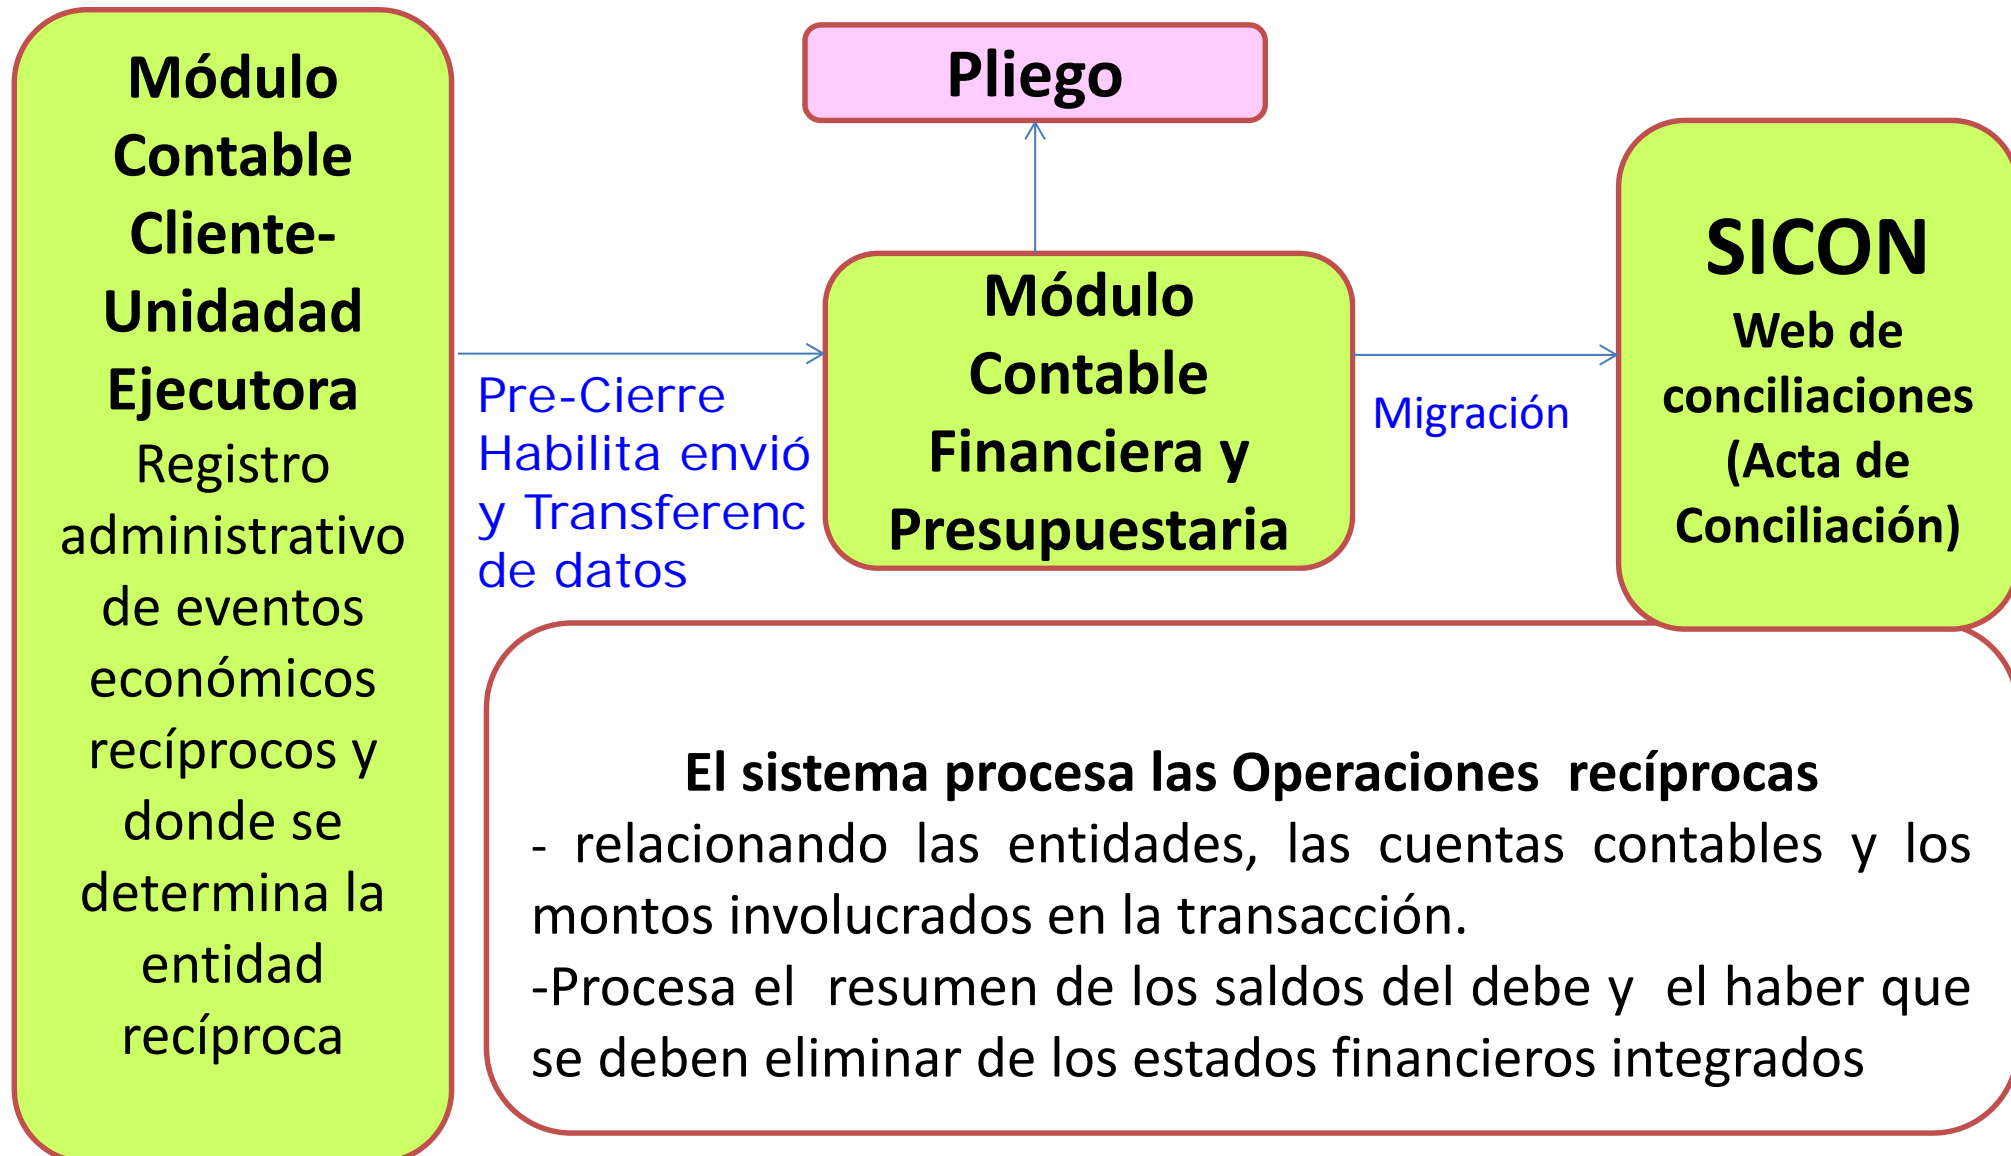 Módulo
Contable
Cliente-
Unidadad
Ejecutora
Registro
administrativo
de eventos
económicos
recíprocos y
donde se
determina la
entidad
recíproca
Pre-Cierre
Habilita envió
y Transferenc
de datos
Pliego
Módulo
Contable
Financiera y
Presupuestaria
Migración
SICON
Web de
conciliaciones
(Acta de
Conciliación)
El sistema procesa las Operaciones  recíprocas
- relacionando las entidades, las cuentas contables y los
montos involucrados en la transacción.
-Procesa el  resumen de los saldos del debe y  el haber que
se deben eliminar de los estados financieros integrados